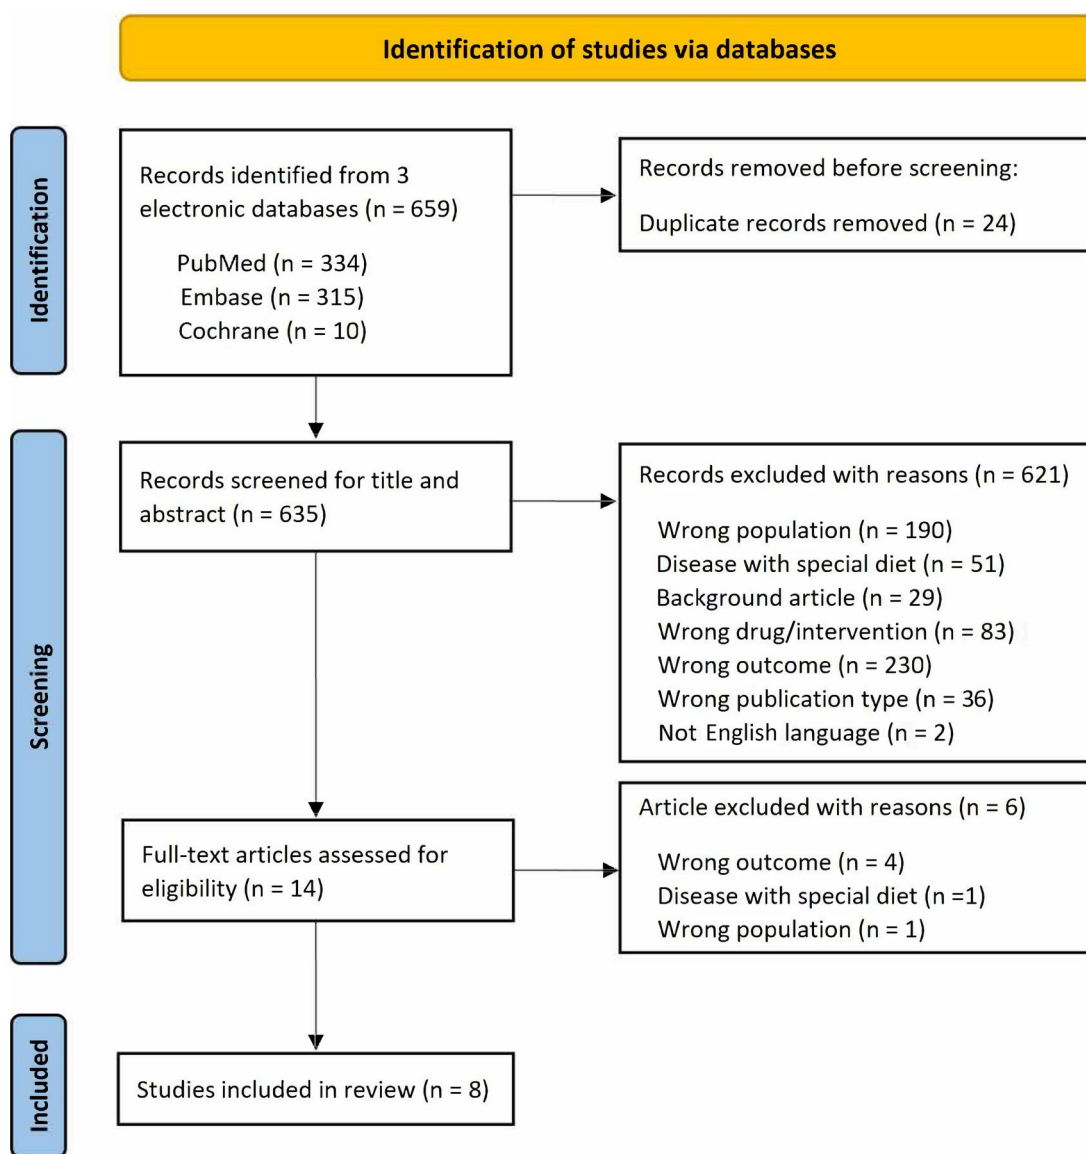 Identification of studies via databases
Identification
Records identified from 3
electronic databases (n = 659)
PubMed (n = 334)
Embase (n = 315)
Cochrane (n = 10)
Records removed before screening:
Duplicate records removed (n = 24)
Screening
Records screened for title and
abstract (n = 635)
Records excluded with reasons (n = 621)
Wrong population (n = 190)
Disease with special diet (n = 51)
Background article (n = 29)
Wrong drug/intervention (n = 83)
Wrong outcome (n = 230)
Wrong publication type (n = 36)
Not English language (n = 2)
Full-text articles assessed for
eligibility (n = 14)
Article excluded with reasons (n = 6)
Wrong outcome (n = 4)
Disease with special diet (n =1)
Wrong population (n = 1)
Included
Studies included in review (n = 8)